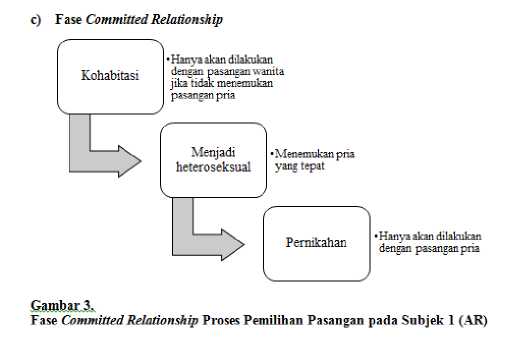 c) Fase Committed Relationship
Kohabitasi
•Hanya akan dilakukan
dengan pasangan wanita
jika tidak menemukan
pasangan pria
Menjadi
heteroseksual
•Menemukan pria
yang tepat
Pernikahan
•Hanya akan dilakukan
dengan pasangan pria
Gambar 3.
Fase Committed Relationship Proses Pemilihan Pasangan pada Subjek 1 (AR)